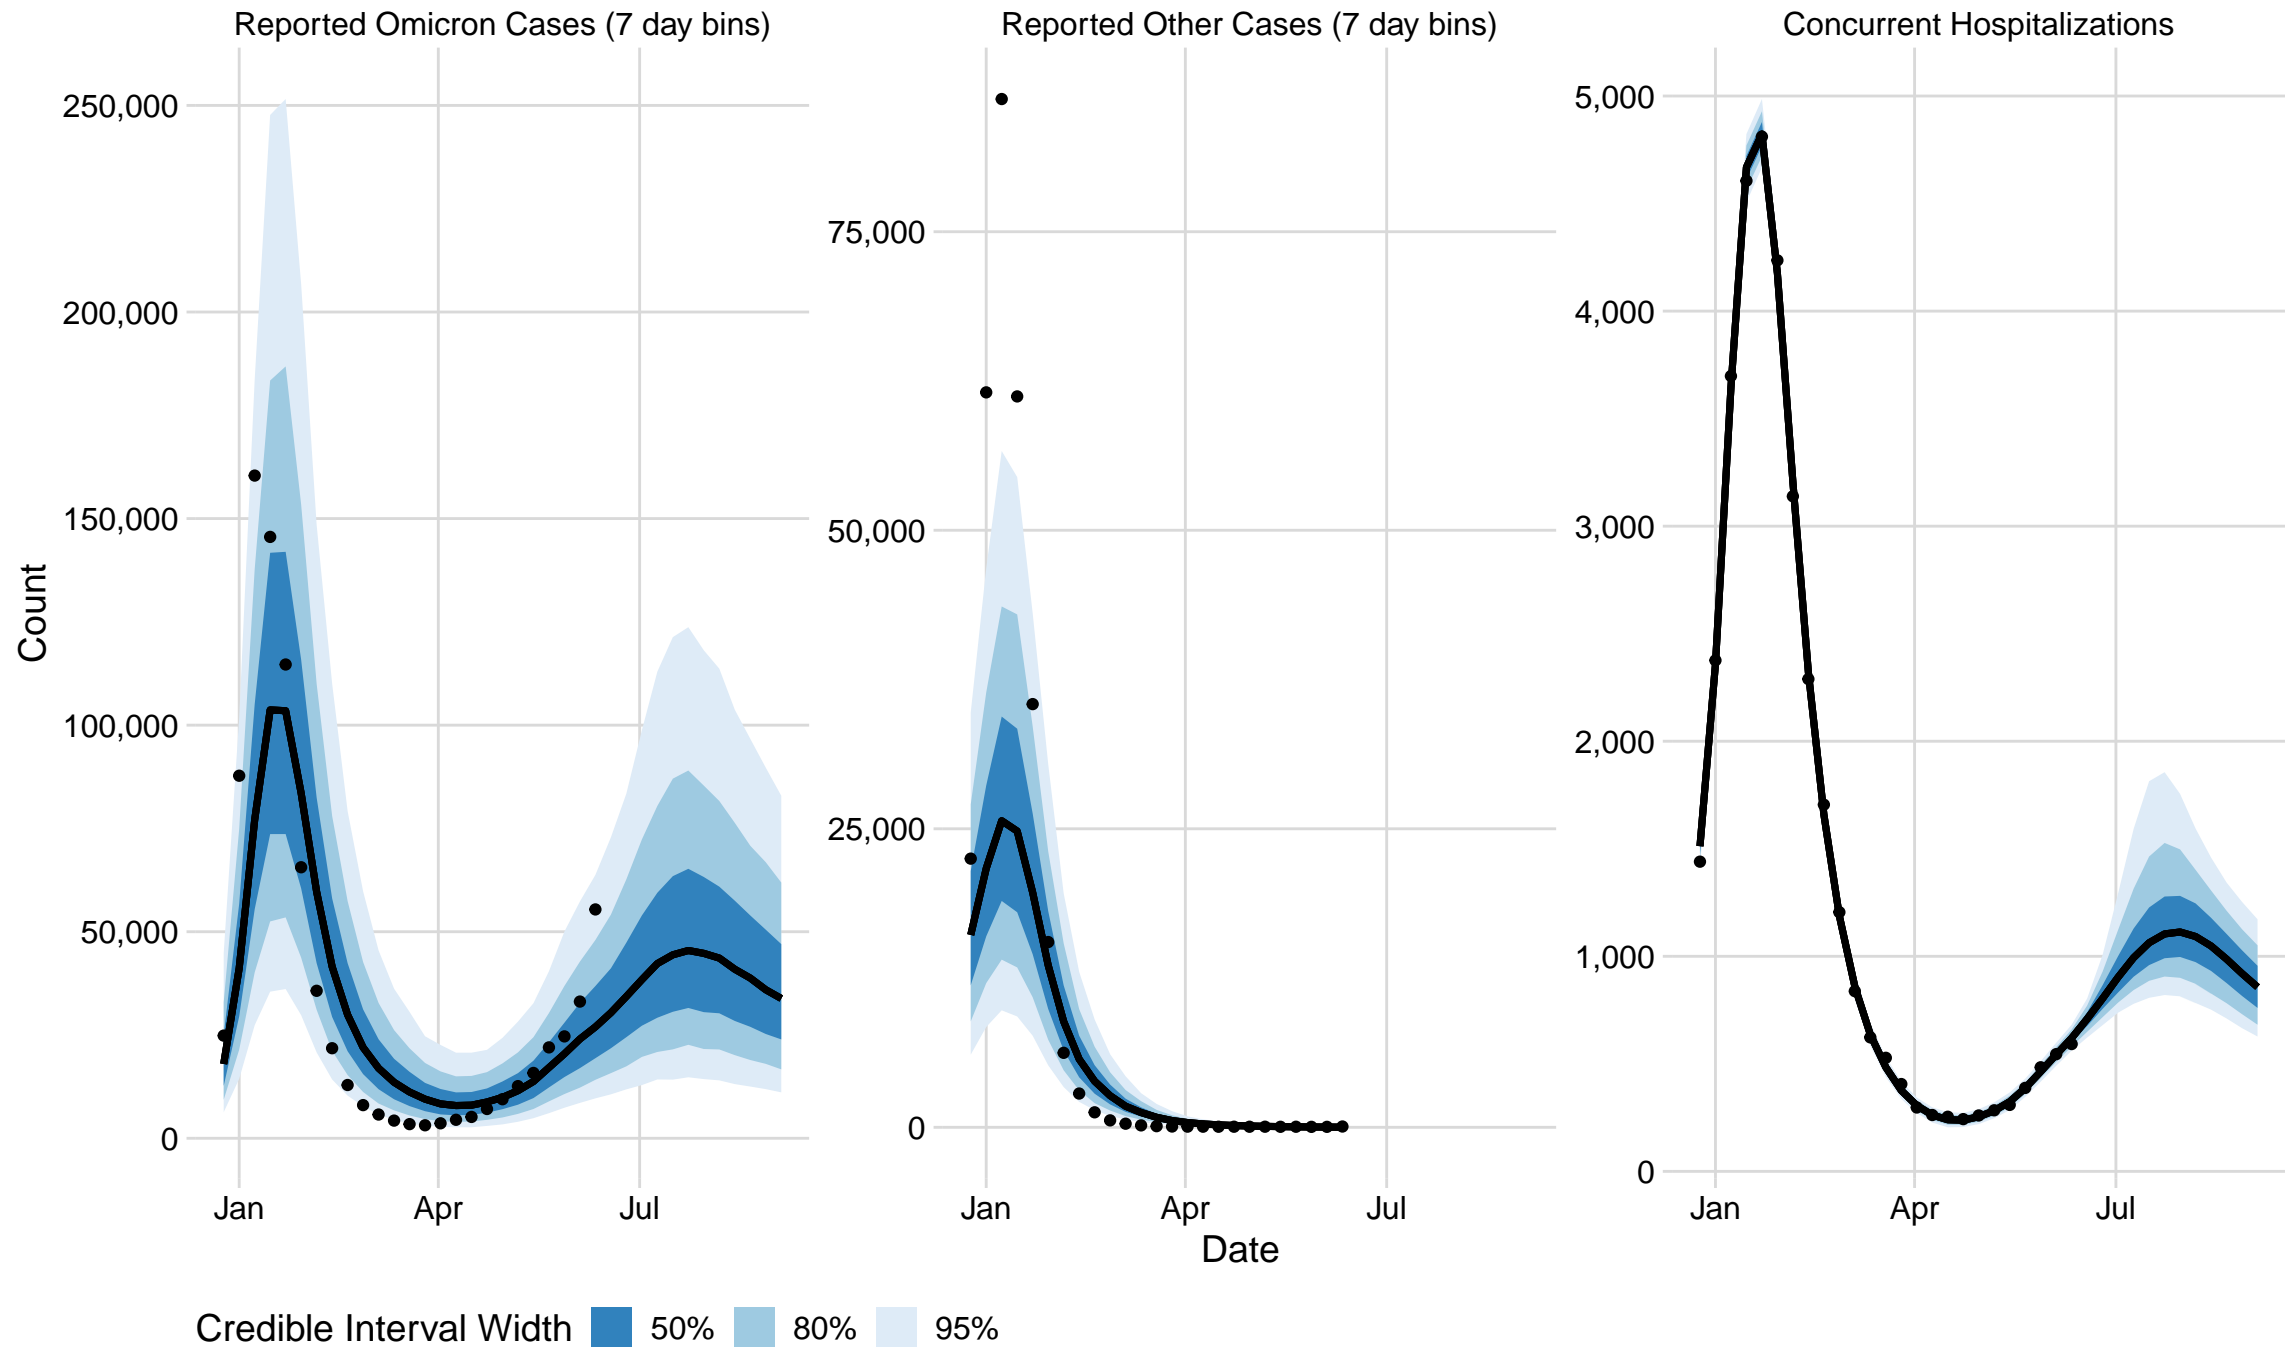 Reported Omicron Cases (7 day bins)
Reported Other Cases (7 day bins)
Concurrent Hospitalizations
Count
250,000
200,000
150,000
100,000
50,000
0
Jan
Apr
Jul
75,000
50,000
25,000
0
Jan
Apr
Jul
5,000
4,000
3,000
2,000
1,000
0
Jan
Apr
Jul
Date
Credible Interval Width 50% 80% 95%